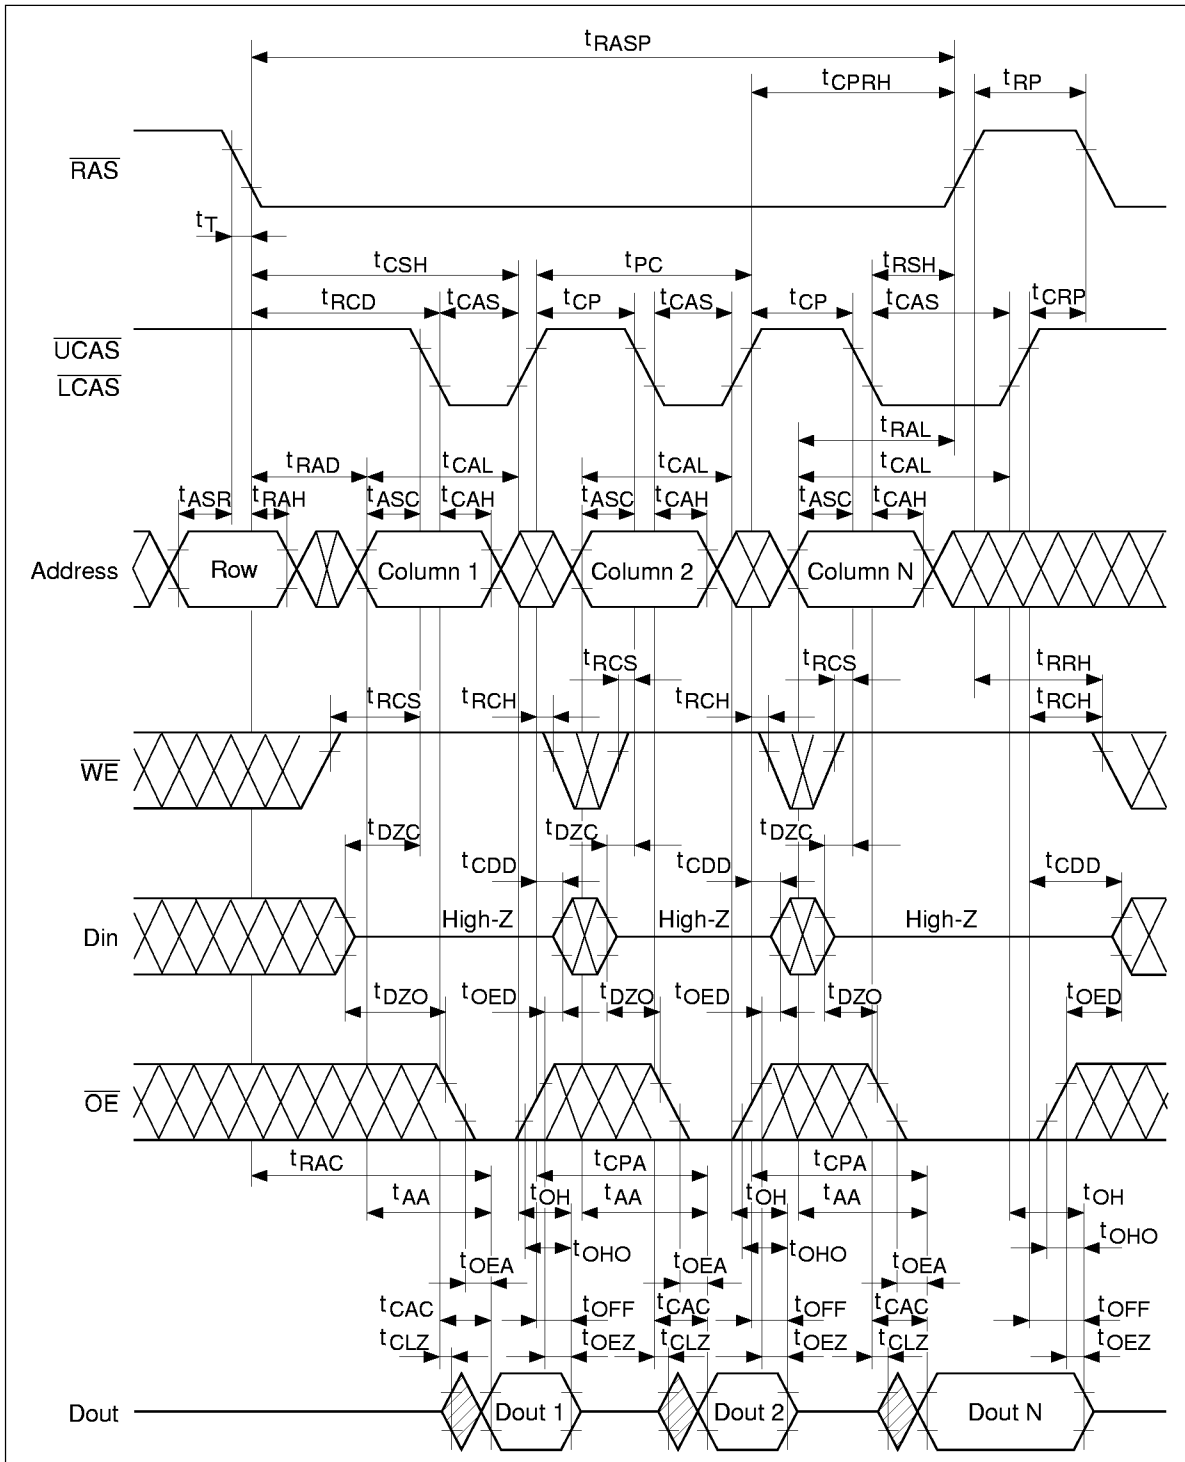 tRASP
tCPRH tRP
RAS
tT
tCSH tPC tRSH
tRCD tCAS tCP tCAS tCP tCAS tCRP
UCAS
LCAS
tRAL
tRAD tCAL tCAL tCAL
tASR tRAH tASC tCAH tASC tCAH tASC tCAH
Address Row Column 1 Column 2 Column N
tRCS tRCS tRRH
tRCS tRCH tRCH tRCH
WE
tDZC tDZC tDZC
tCDD tCDD tCDD
High-Z High-Z High-Z
Din
tDZO tOED tDZO tOED tDZO tOED
OE
tRAC tCPA tCPA
tAA tOH tAA tOH tAA tOH
tOHO tOHO tOHO
tOEA tOEA tOEA
tCAC tOFF tCAC tOFF tCAC tOFF
tCLZ tOEZ tCLZ tOEZ tCLZ tOEZ
Dout Dout 1 Dout 2 Dout N